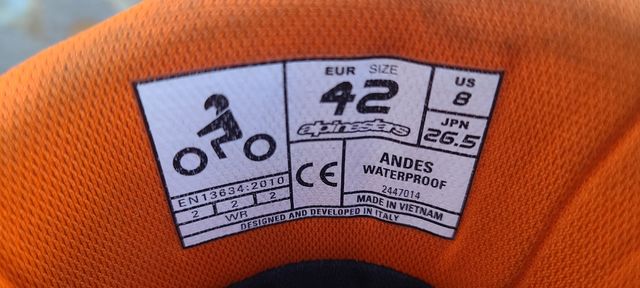 EUR SIZE
42
alpinestars
US
8
JPN
26.5
EN13634:2010
2 2 2
WR
CE
ANDES
WATERPROOF
2447014
MADE IN VIETNAM
DESIGNED AND DEVELOPED IN ITALY